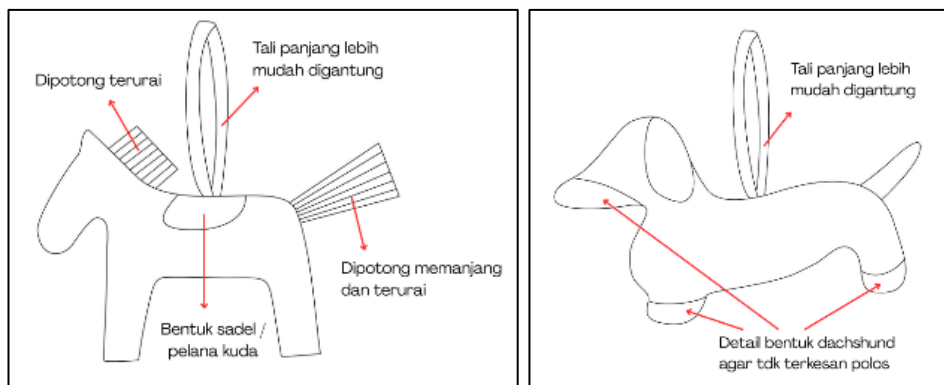 Tali panjang lebih
mudah digantung
Dipotong terurai
Dipotong memanjang
dan terurai
Bentuk sadel /
pelana kuda
Tali panjang lebih
mudah digantung
Detail bentuk dachshund
agar tdk terkesan polos